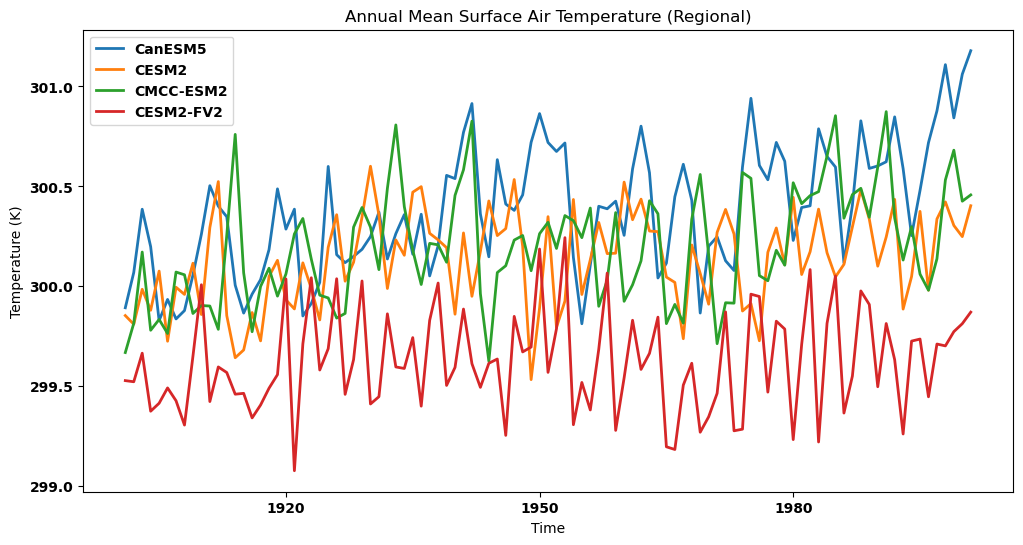 Annual Mean Surface Air Temperature (Regional)
CanESM5
CESM2
CMCC-ESM2
CESM2-FV2
Temperature (K)
301.0
300.5
300.0
299.5
299.0
1920
1950
1980
Time